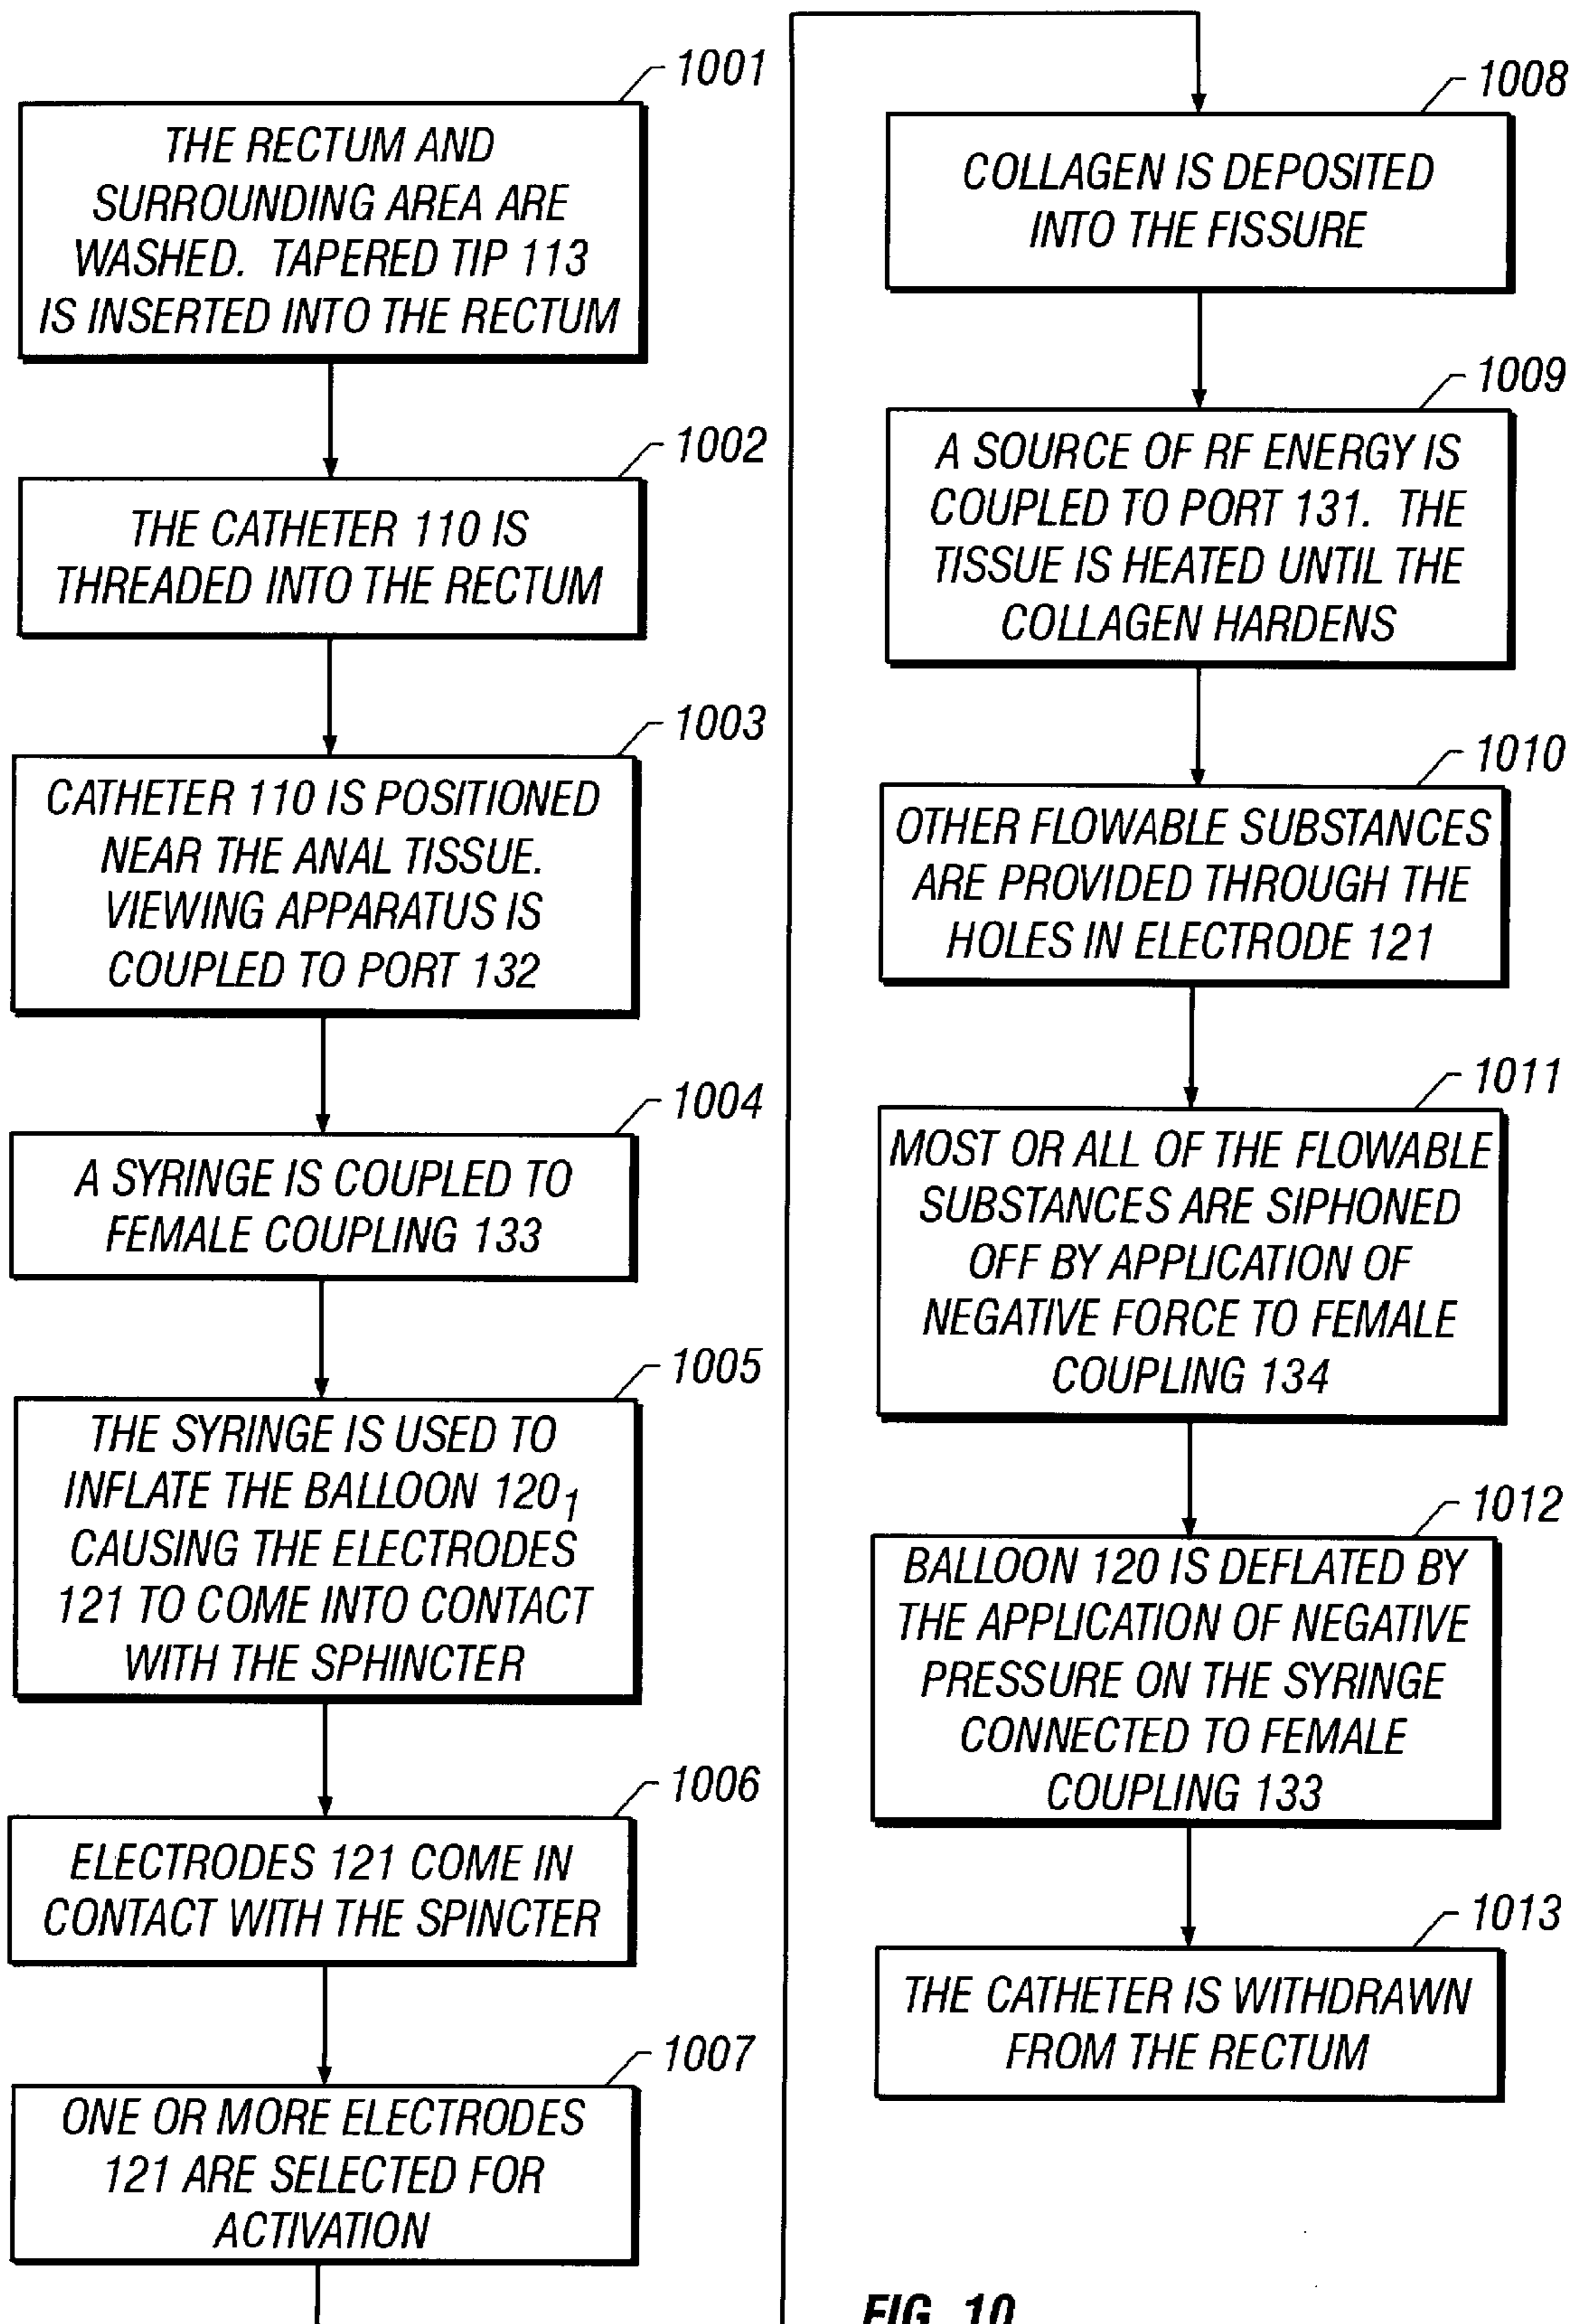 1001
THE RECTUM AND
SURROUNDING AREA ARE
WASHED. TAPERED TIP 113
IS INSERTED INTO THE RECTUM
1002
THE CATHETER 110 IS
THREADED INTO THE RECTUM
1003
CATHETER 110 IS POSITIONED
NEAR THE ANAL TISSUE.
VIEWING APPARATUS IS
COUPLED TO PORT 132
1004
A SYRINGE IS COUPLED TO
FEMALE COUPLING 133
1005
THE SYRINGE IS USED TO
INFLATE THE BALLOON 120₁
CAUSING THE ELECTRODES
121 TO COME INTO CONTACT
WITH THE SPHINCTER
1006
ELECTRODES 121 COME IN
CONTACT WITH THE SPINCTER
1007
ONE OR MORE ELECTRODES
121 ARE SELECTED FOR
ACTIVATION
1008
COLLAGEN IS DEPOSITED
INTO THE FISSURE
1009
A SOURCE OF RF ENERGY IS
COUPLED TO PORT 131. THE
TISSUE IS HEATED UNTIL THE
COLLAGEN HARDENS
1010
OTHER FLOWABLE SUBSTANCES
ARE PROVIDED THROUGH THE
HOLES IN ELECTRODE 121
1011
MOST OR ALL OF THE FLOWABLE
SUBSTANCES ARE SIPHONED
OFF BY APPLICATION OF
NEGATIVE FORCE TO FEMALE
COUPLING 134
1012
BALLOON 120 IS DEFLATED BY
THE APPLICATION OF NEGATIVE
PRESSURE ON THE SYRINGE
CONNECTED TO FEMALE
COUPLING 133
1013
THE CATHETER IS WITHDRAWN
FROM THE RECTUM
FIG. 10